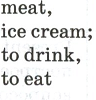 meat,
ice cream;
to drink,
to eat